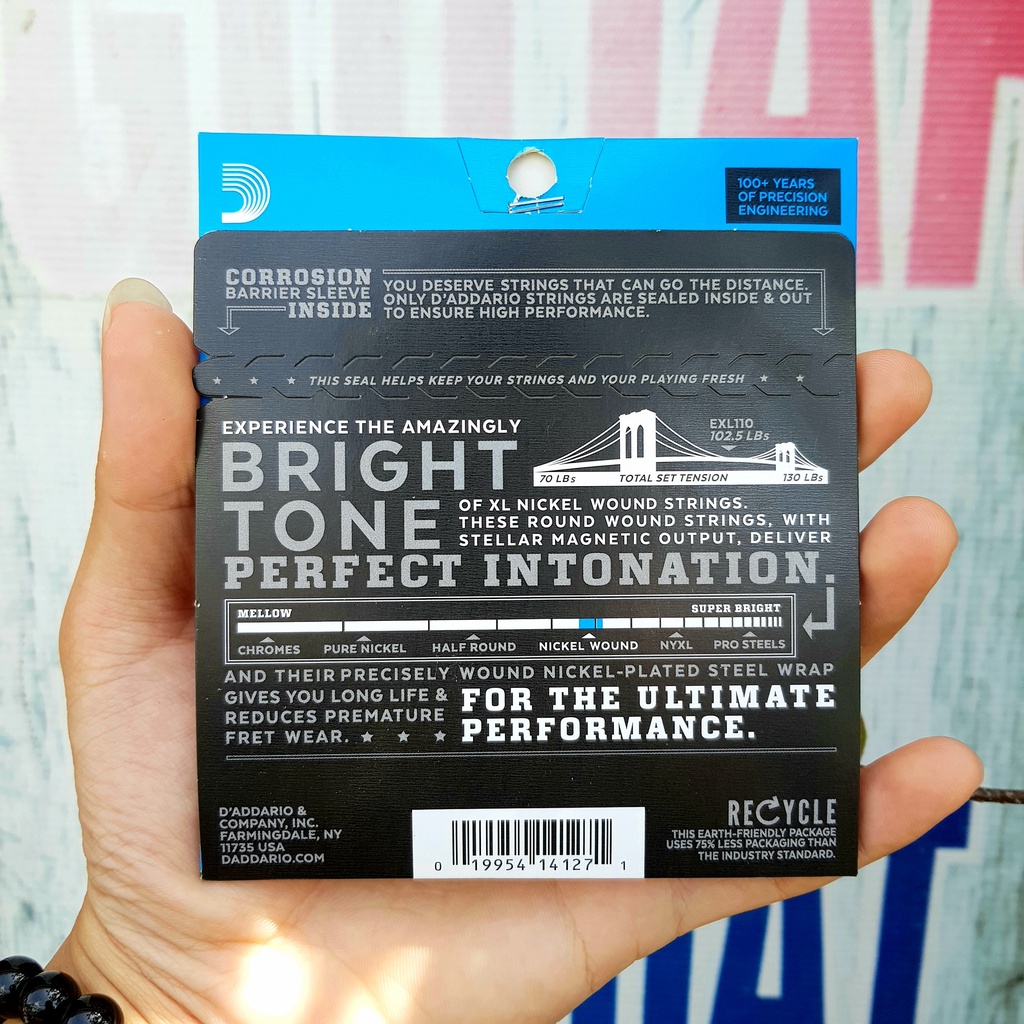 100+ YEARS
OF PRECISION
ENGINEERING
CORROSION
BARRIER SLEEVE
INSIDE
YOU DESERVE STRINGS THAT CAN GO THE DISTANCE.
ONLY D'ADDARIO STRINGS ARE SEALED INSIDE & OUT
TO ENSURE HIGH PERFORMANCE.
THIS SEAL HELPS KEEP YOUR STRINGS AND YOUR PLAYING FRESH
EXPERIENCE THE AMAZINGLY
BRIGHT
TONE
EXL110
102.5 LBs
70 LBs TOTAL SET TENSION 130 LBs
OF XL NICKEL WOUND STRINGS.
THESE ROUND WOUND STRINGS, WITH
STELLAR MAGNETIC OUTPUT, DELIVER
PERFECT INTONATION.
MELLOW SUPER BRIGHT
CHROMES PURE NICKEL HALF ROUND NICKEL WOUND NYXL PRO STEELS
AND THEIR PRECISELY WOUND NICKEL-PLATED STEEL WRAP
GIVES YOU LONG LIFE &
REDUCES PREMATURE
FRET WEAR.
FOR THE ULTIMATE
PERFORMANCE.
D'ADDARIO &
COMPANY, INC.
FARMINGDALE, NY
11735 USA
DADDARIO.COM
0 19954 14127 1
RECYCLE
THIS EARTH-FRIENDLY PACKAGE
USES 75% LESS PACKAGING THAN
THE INDUSTRY STANDARD.